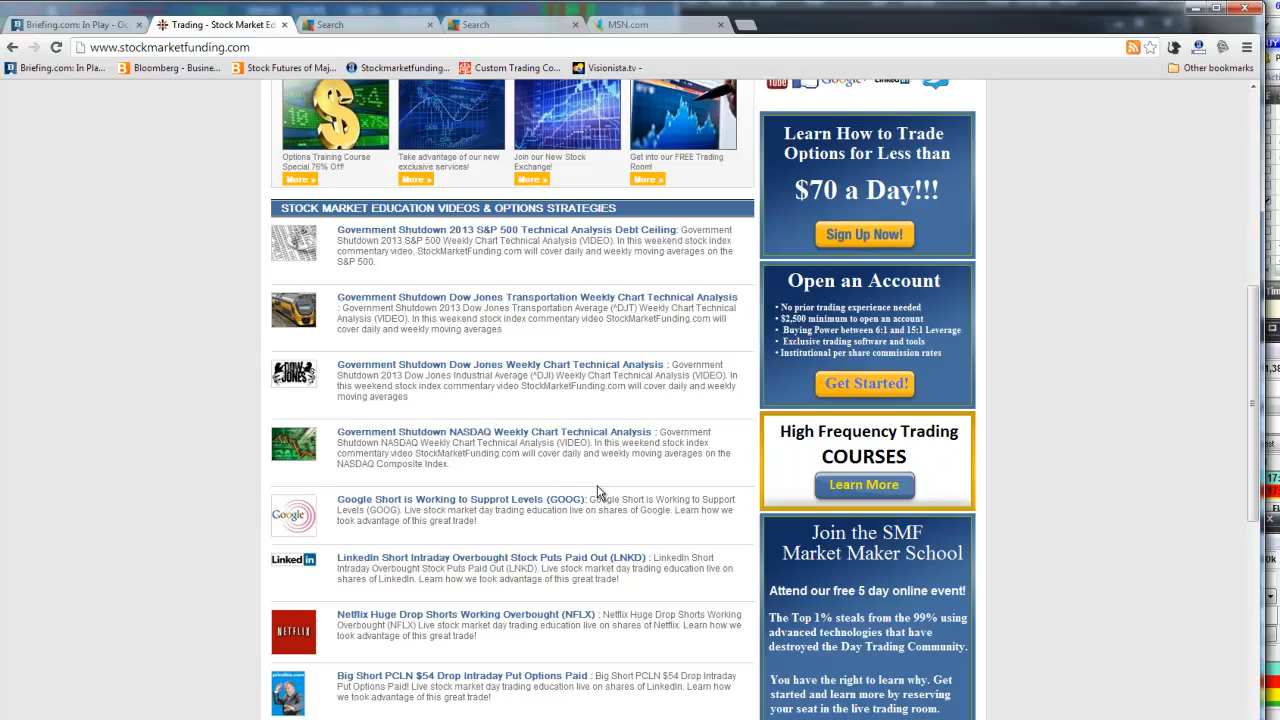 Briefing.com: In Play - Oc
Trading - Stock Market Ed
Search
Search
MSN.com
www.stockmarketfunding.com
Briefing.com: In Pla...
Bloomberg - Busine...
Stock Futures of Maj...
Stockmarketfunding...
Custom Trading Co...
Visionista.tv -
Other bookmarks
Options Training Course
Special 76% Off!
More »
Take advantage of our new
exclusive services!
More »
Join our New Stock
Exchange!
More »
Get into our FREE Trading
Room!
More »
STOCK MARKET EDUCATION VIDEOS & OPTIONS STRATEGIES
Government Shutdown 2013 S&P 500 Technical Analysis Debt Ceiling: Government
Shutdown 2013 S&P 500 Weekly Chart Technical Analysis (VIDEO). In this weekend stock index
commentary video, StockMarketFunding.com will cover daily and weekly moving averages on the
S&P 500.
Government Shutdown Dow Jones Transportation Weekly Chart Technical Analysis
: Government Shutdown 2013 Dow Jones Transportation Average (^DJT) Weekly Chart Technical
Analysis (VIDEO). In this weekend stock index commentary video StockMarketFunding.com will
cover daily and weekly moving averages
DOW
JONES
Government Shutdown Dow Jones Weekly Chart Technical Analysis : Government
Shutdown 2013 Dow Jones Industrial Average (^DJI) Weekly Chart Technical Analysis (VIDEO). In
this weekend stock index commentary video StockMarketFunding.com will cover daily and weekly
moving averages
Government Shutdown NASDAQ Weekly Chart Technical Analysis : Government
Shutdown NASDAQ Weekly Chart Technical Analysis (VIDEO). In this weekend stock index
commentary video StockMarketFunding.com will cover daily and weekly moving averages on the
NASDAQ Composite Index.
Google
Google Short is Working to Supprot Levels (GOOG): Google Short is Working to Support
Levels (GOOG). Live stock market day trading education live on shares of Google. Learn how we
took advantage of this great trade!
Linked in
LinkedIn Short Intraday Overbought Stock Puts Paid Out (LNKD) : LinkedIn Short
Intraday Overbought Stock Puts Paid Out (LNKD). Live stock market day trading education live on
shares of LinkedIn. Learn how we took advantage of this great trade!
NETFLIX
Netflix Huge Drop Shorts Working Overbought (NFLX) : Netflix Huge Drop Shorts Working
Overbought (NFLX) Live stock market day trading education live on shares of Netflix. Learn how we
took advantage of this great trade!
Big Short PCLN $54 Drop Intraday Put Options Paid : Big Short PCLN $54 Drop Intraday
Put Options Paid! Live stock market day trading education live on shares of LinkedIn. Learn how
we took advantage of this great trade!
Learn How to Trade
Options for Less than
$70 a Day!!!
Sign Up Now!
Open an Account
• No prior trading experience needed
• $2,500 minimum to open an account
• Buying Power between 6:1 and 15:1 Leverage
• Exclusive trading software and tools
• Institutional per share commission rates
Get Started!
High Frequency Trading
COURSES
Learn More
Join the SMF
Market Maker School
Attend our free 5 day online event!
The Top 1% steals from the 99% using
advanced technologies that have
destroyed the Day Trading Community.
You have the right to learn why. Get
started and learn more by reserving
your seat in the live trading room.